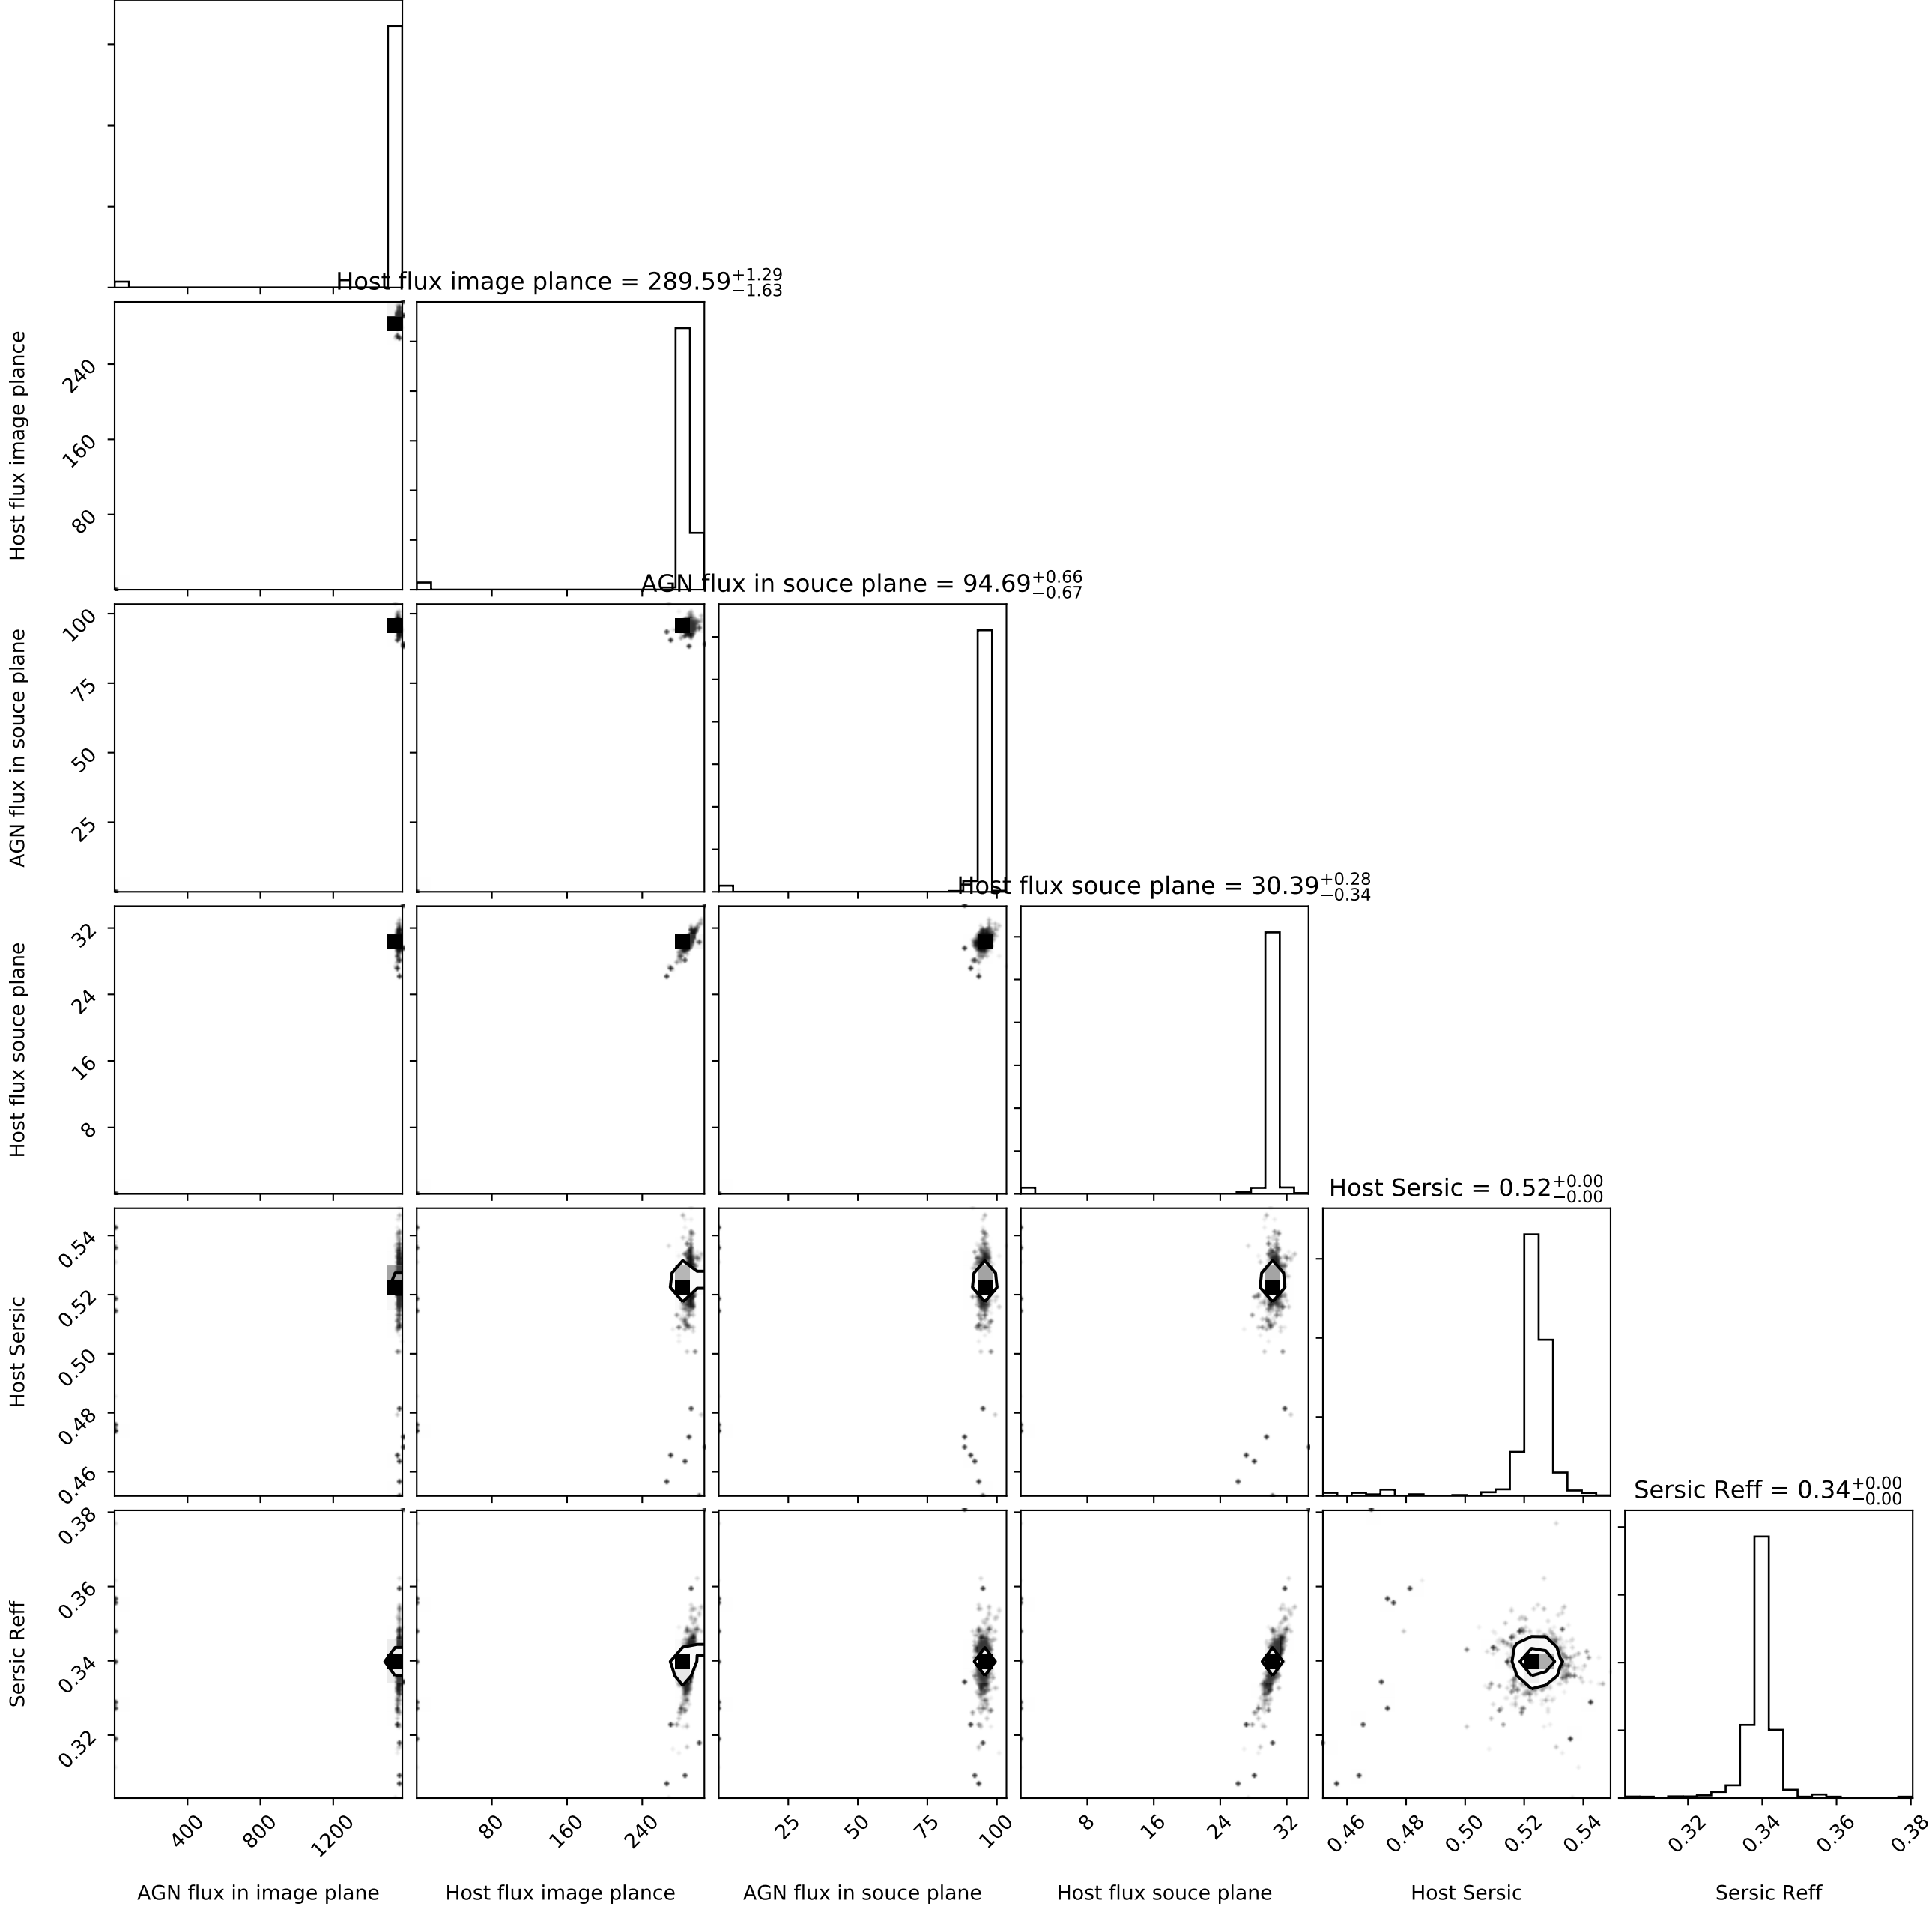 Host flux image plance = 289.59 +1.29 −1.63
Host flux image plance
240
160
80
AGN flux in souce plane = 94.69 +0.66 −0.67
AGN flux in souce plane
100
75
50
25
Host flux souce plane = 30.39 +0.28 −0.34
Host flux souce plane
32
24
16
8
Host Sersic = 0.52 +0.00 −0.00
Host Sersic
0.54
0.52
0.50
0.48
0.46
Sersic Reff = 0.34 +0.00 −0.00
Sersic Reff
0.38
0.36
0.34
0.32
400 800 1200 80 160 240 25 50 75 100 8 16 24 32 0.46 0.48 0.50 0.52 0.54 0.32 0.34 0.36 0.38
AGN flux in image plane Host flux image plance AGN flux in souce plane Host flux souce plane Host Sersic Sersic Reff